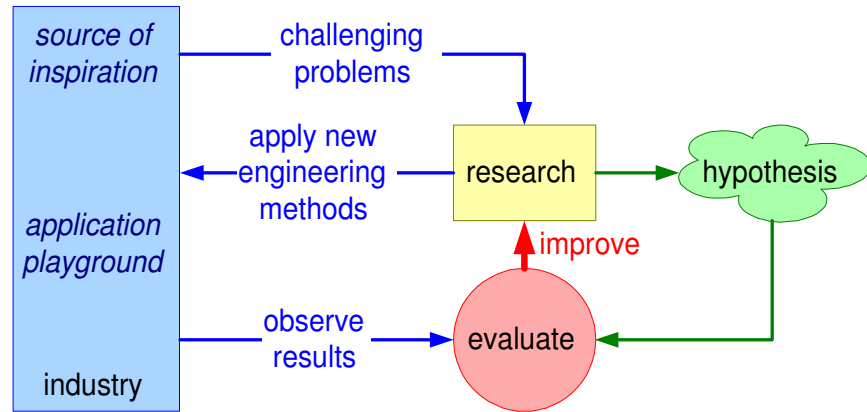 source of
inspiration
challenging
problems
apply new
engineering
methods
research
hypothesis
application
playground
improve
observe
results
evaluate
industry